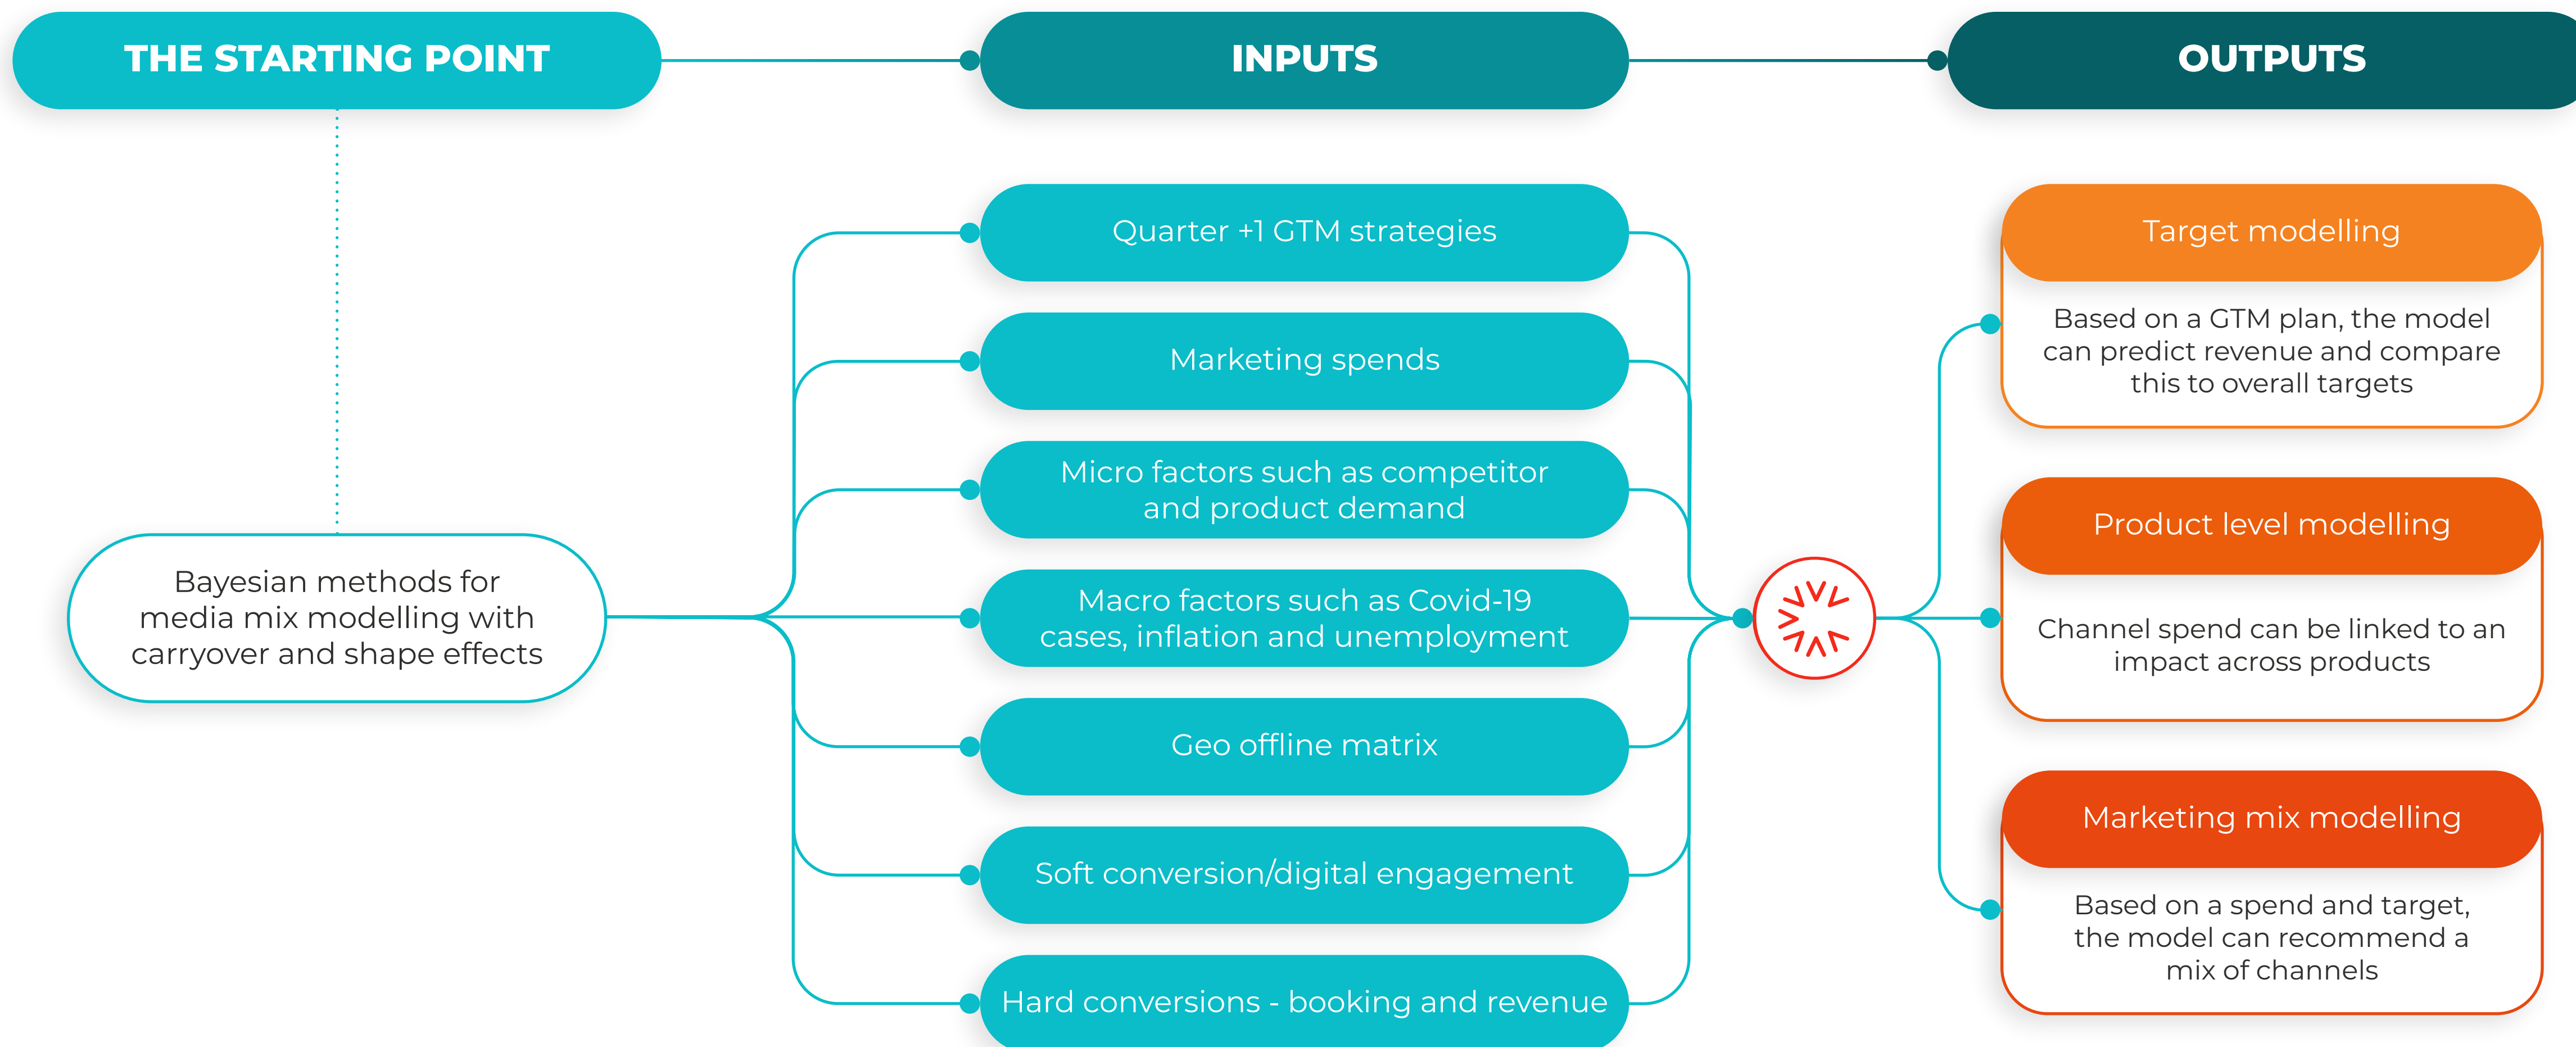 THE STARTING POINT
INPUTS
OUTPUTS
Bayesian methods for
media mix modelling with
carryover and shape effects
Quarter +1 GTM strategies
Marketing spends
Micro factors such as competitor
and product demand
Macro factors such as Covid-19
cases, inflation and unemployment
Geo offline matrix
Soft conversion/digital engagement
Hard conversions - booking and revenue
Target modelling
Based on a GTM plan, the model
can predict revenue and compare
this to overall targets
Product level modelling
Channel spend can be linked to an
impact across products
Marketing mix modelling
Based on a spend and target,
the model can recommend a
mix of channels